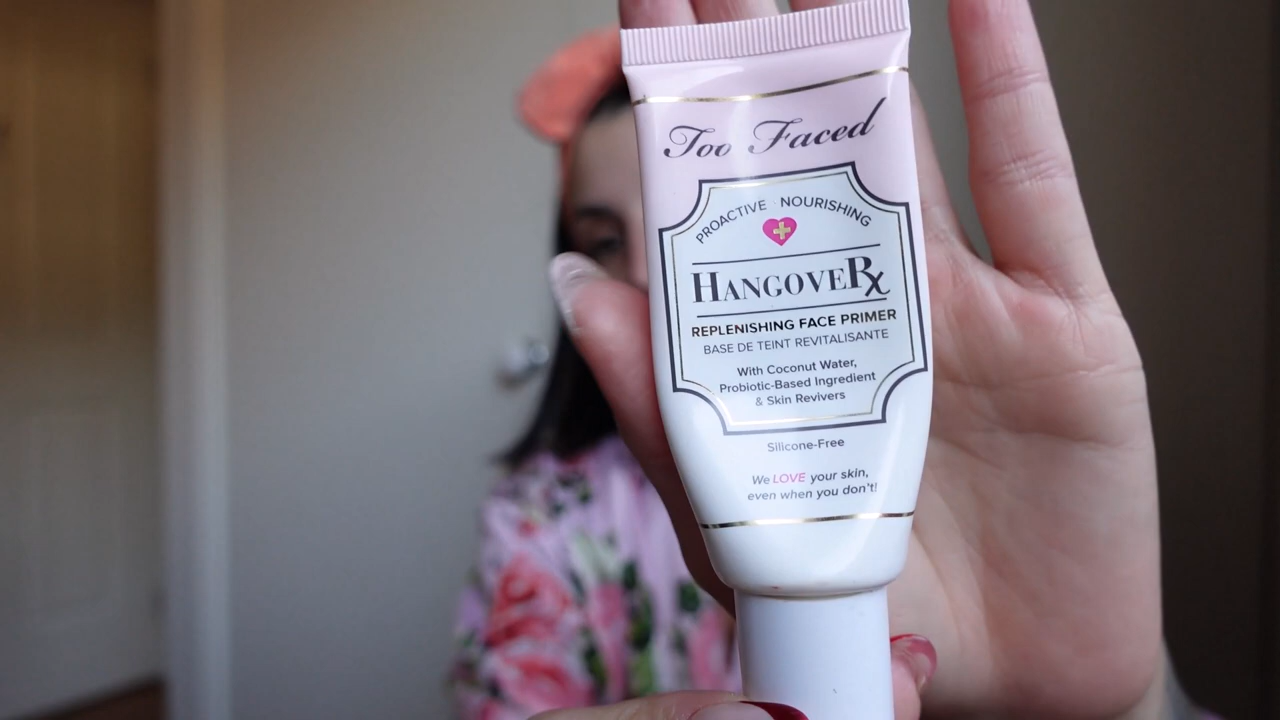 Too Faced
PROACTIVE · NOURISHING
HANGOVERx
REPLENISHING FACE PRIMER
BASE DE TEINT REVITALISANTE
With Coconut Water,
Probiotic-Based Ingredient
& Skin Revivers
Silicone-Free
We LOVE your skin,
even when you don't!